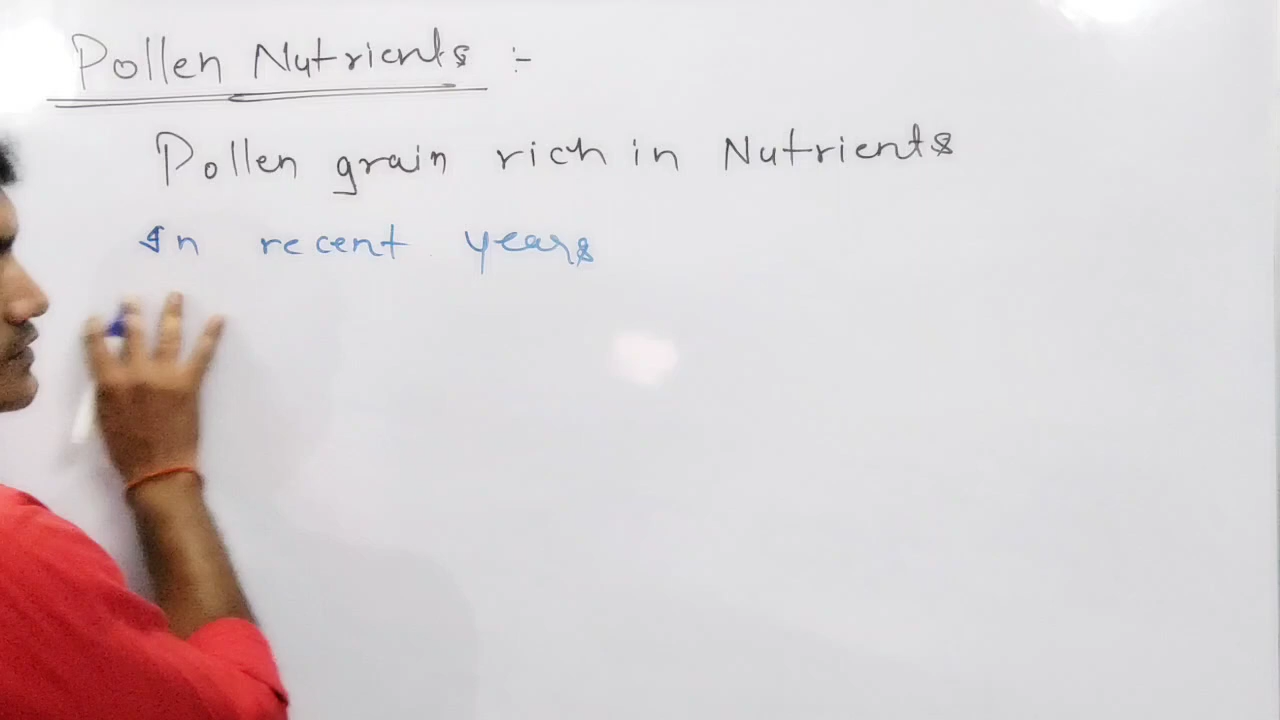 Pollen Nutrients :-
Pollen grain rich in Nutrients
In recent years